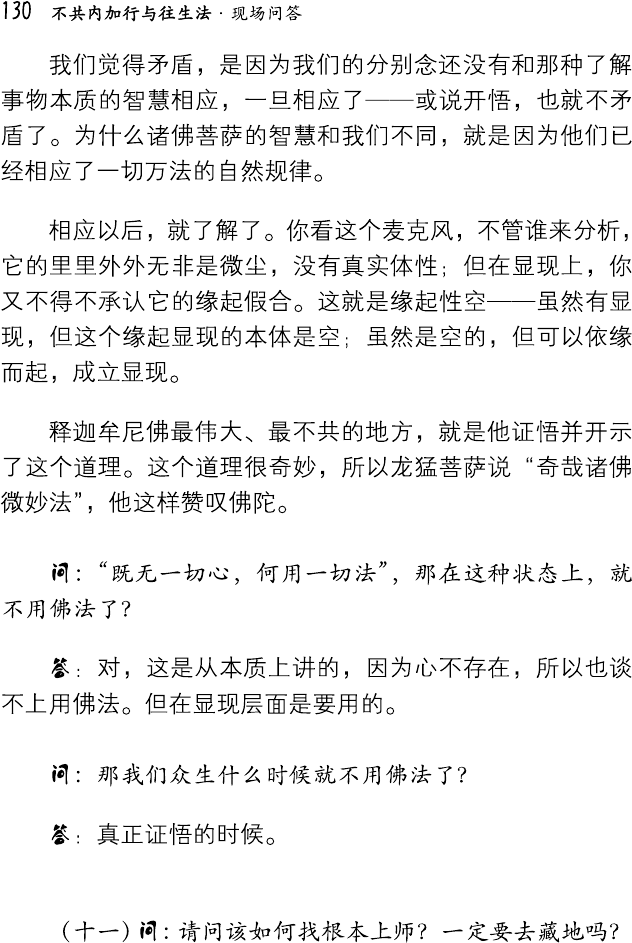 130 不共内加行与往生法·现场问答
我们觉得矛盾，是因为我们的分别念还没有和那种了解
事物本质的智慧相应，一旦相应了——或说开悟，也就不矛
盾了。为什么诸佛菩萨的智慧和我们不同，就是因为他们已
经相应了一切万法的自然规律。
相应以后，就了解了。你看这个麦克风，不管谁来分析，
它的里里外外无非是微尘，没有真实体性；但在显现上，你
又不得不承认它的缘起假合。这就是缘起性空——虽然有显
现，但这个缘起显现的本体是空；虽然是空的，但可以依缘
而起，成立显现。
释迦牟尼佛最伟大、最不共的地方，就是他证悟并开示
了这个道理。这个道理很奇妙，所以龙猛菩萨说“奇哉诸佛
微妙法”，他这样赞叹佛陀。
问：“既无一切心，何用一切法”，那在这种状态上，就
不用佛法了？
答：对，这是从本质上讲的，因为心不存在，所以也谈
不上用佛法。但在显现层面是要用的。
问：那我们众生什么时候就不用佛法了？
答：真正证悟的时候。
（十一）问：请问该如何找根本上师？一定要去藏地吗？